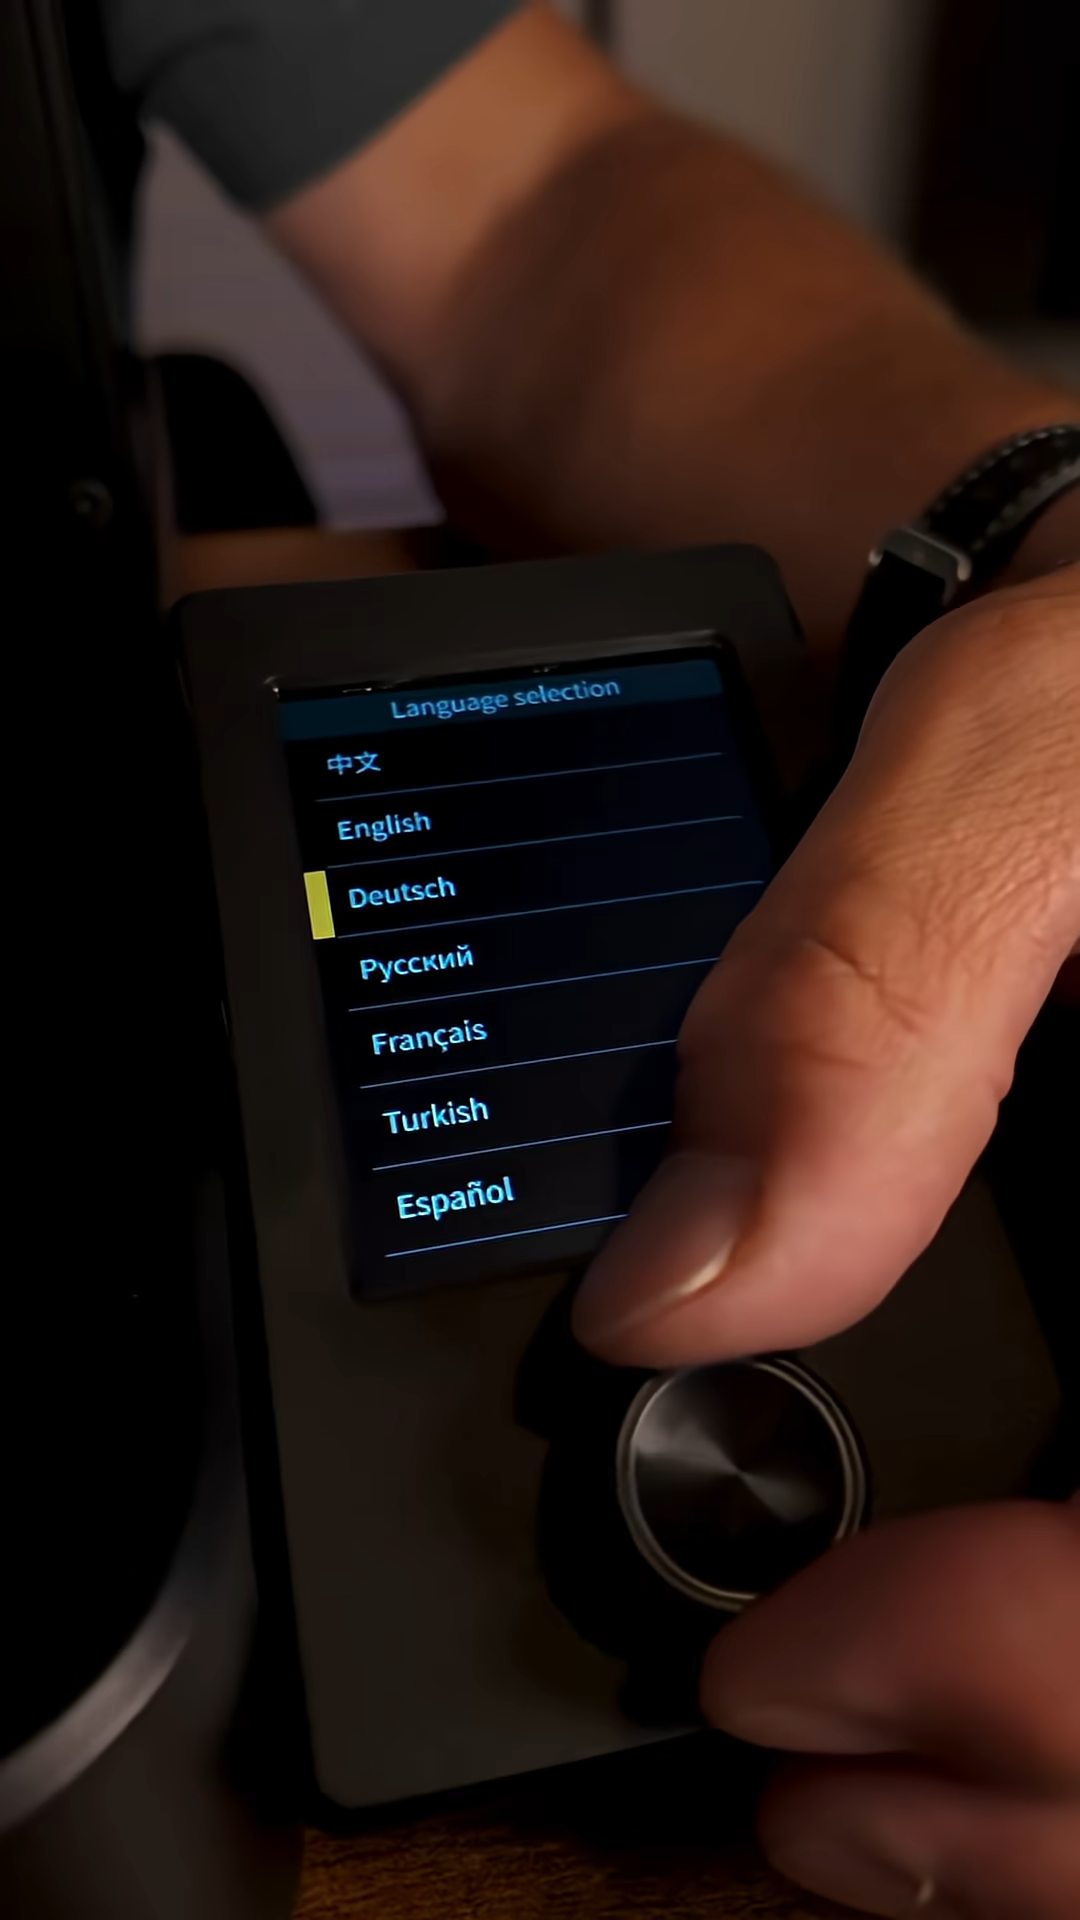 Language selection
中文
English
Deutsch
Русский
Français
Turkish
Español